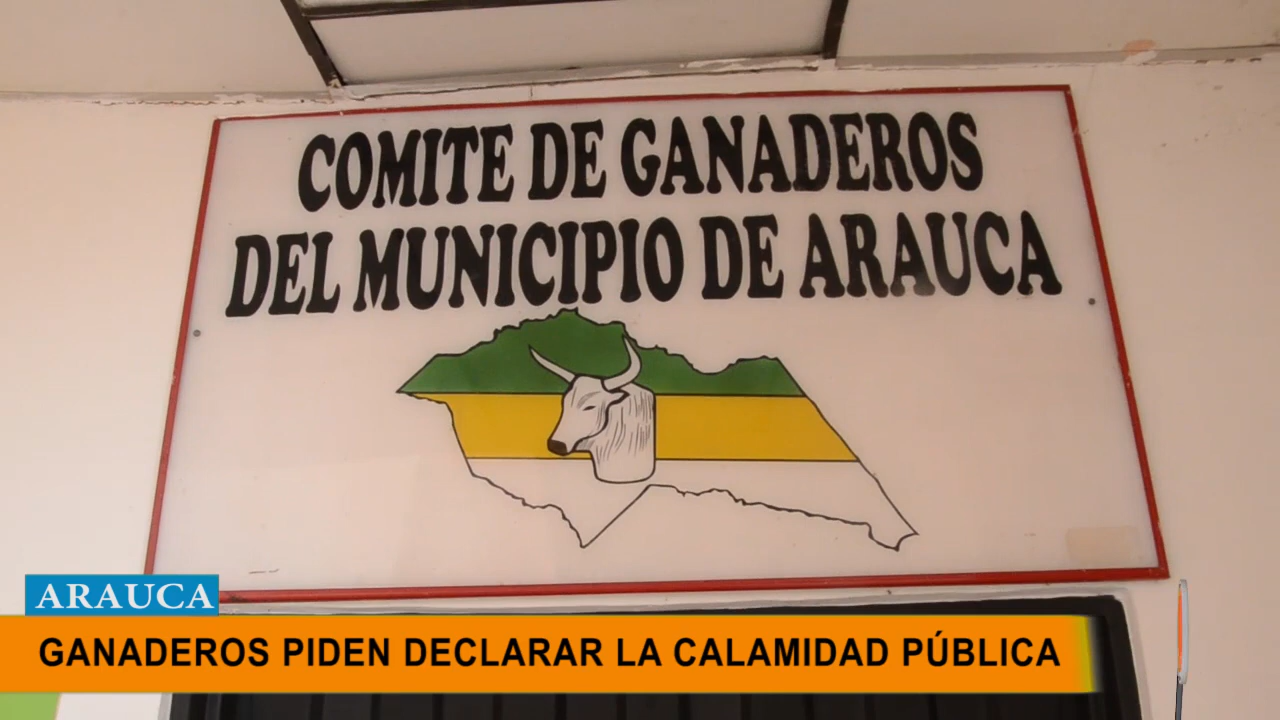 COMITE DE GANADEROS
DEL MUNICIPIO DE ARAUCA
ARAUCA
GANADEROS PIDEN DECLARAR LA CALAMIDAD PÚBLICA